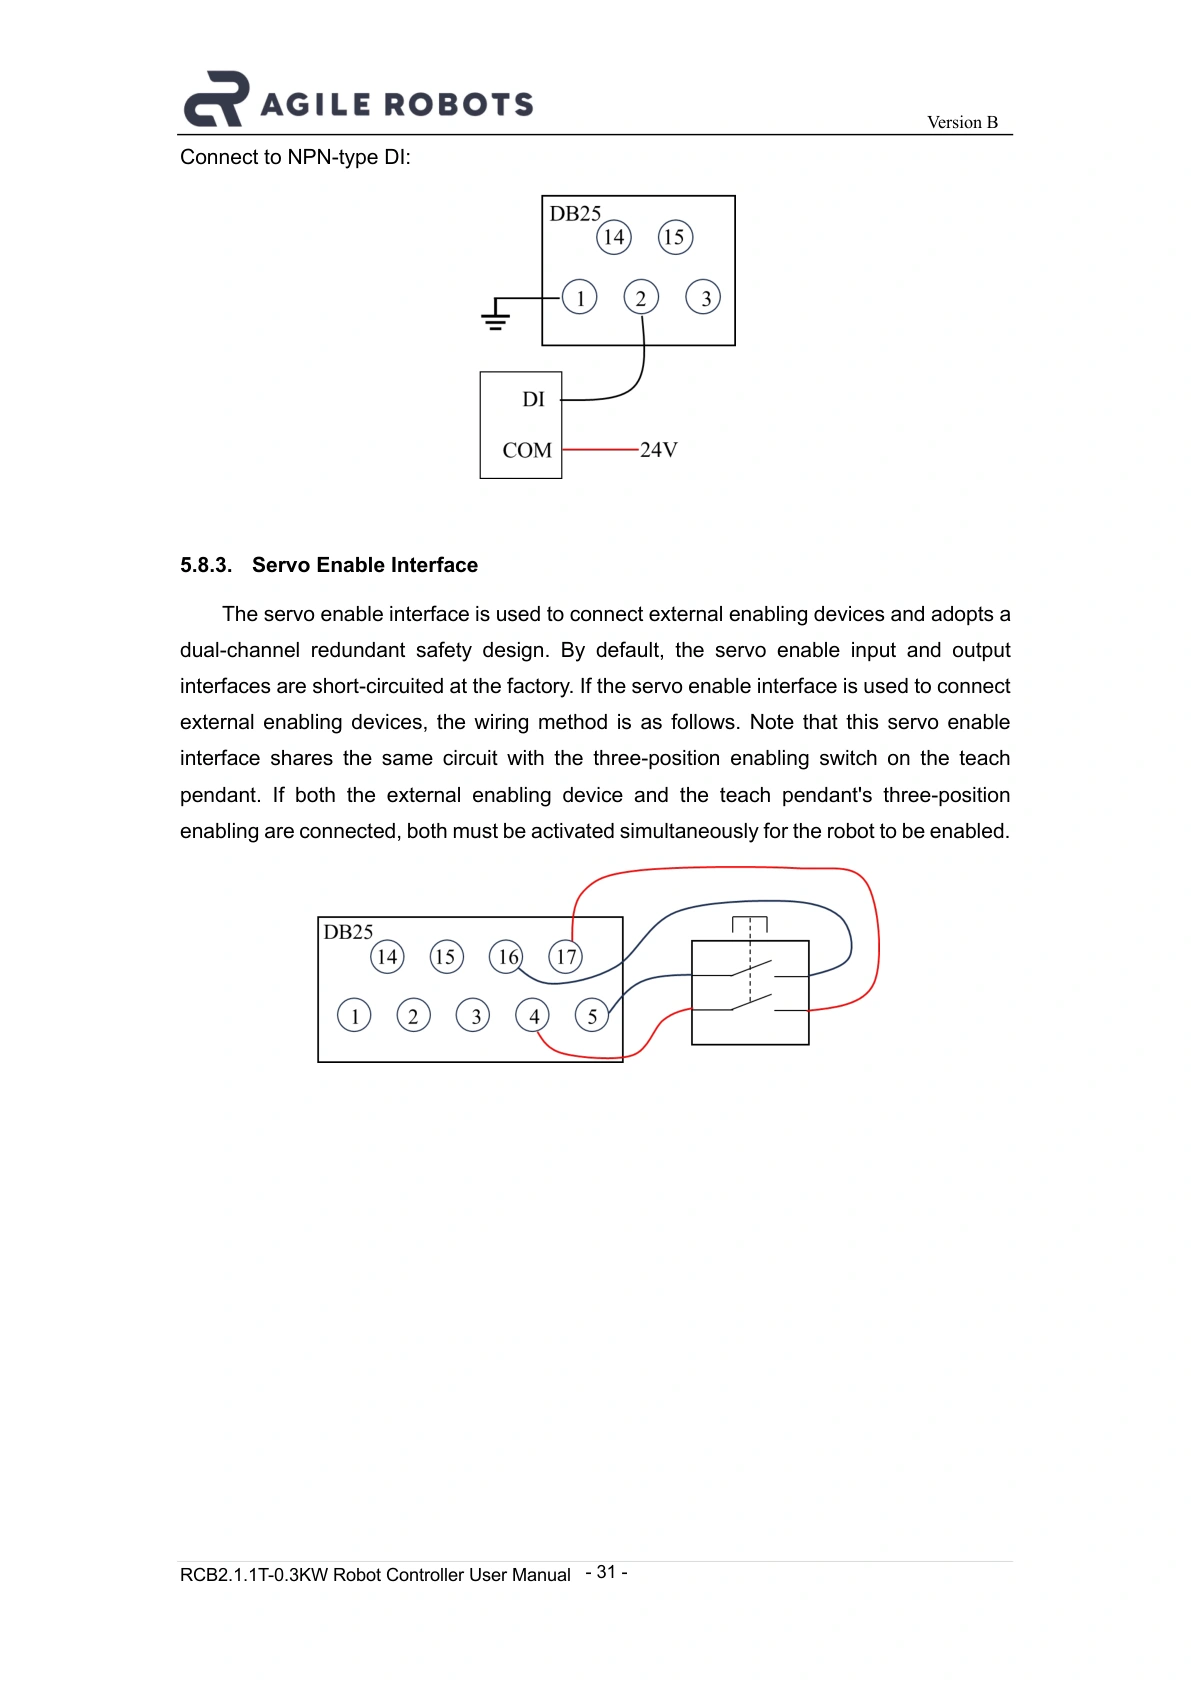 AGILE ROBOTS
Version B
Connect to NPN-type DI:
DB25
14 15
1 2 3
DI
COM 24V
5.8.3. Servo Enable Interface
The servo enable interface is used to connect external enabling devices and adopts a
dual-channel redundant safety design. By default, the servo enable input and output
interfaces are short-circuited at the factory. If the servo enable interface is used to connect
external enabling devices, the wiring method is as follows. Note that this servo enable
interface shares the same circuit with the three-position enabling switch on the teach
pendant. If both the external enabling device and the teach pendant's three-position
enabling are connected, both must be activated simultaneously for the robot to be enabled.
DB25
14 15 16 17
1 2 3 4 5
RCB2.1.1T-0.3KW Robot Controller User Manual - 31 -